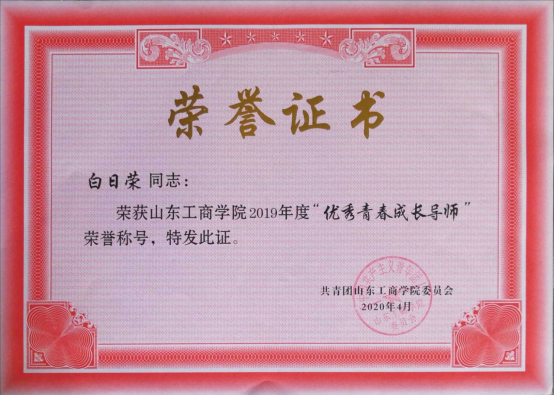 荣誉证书
白日荣 同志:
荣获山东工商学院2019年度“优秀青春成长导师”
荣誉称号，特发此证。
共青团山东工商学院委员会
2020年4月